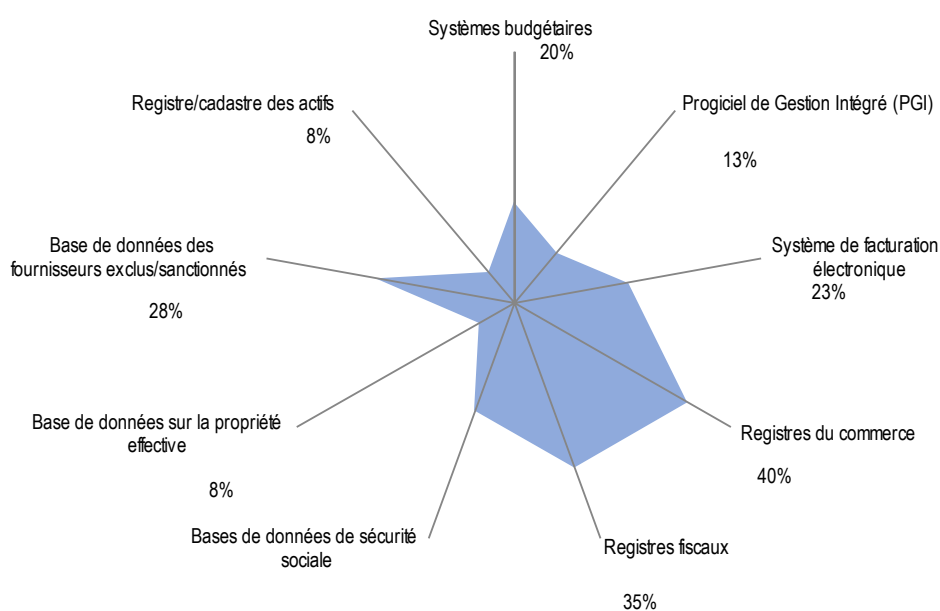 Systèmes budgétaires
20%
Progiciel de Gestion Intégré (PGI)
13%
Système de facturation
électronique
23%
Registres du commerce
40%
Registres fiscaux
35%
Bases de données de sécurité
sociale
Base de données sur la propriété
effective
8%
Base de données des
fournisseurs exclus/sanctionnés
28%
Registre/cadastre des actifs
8%